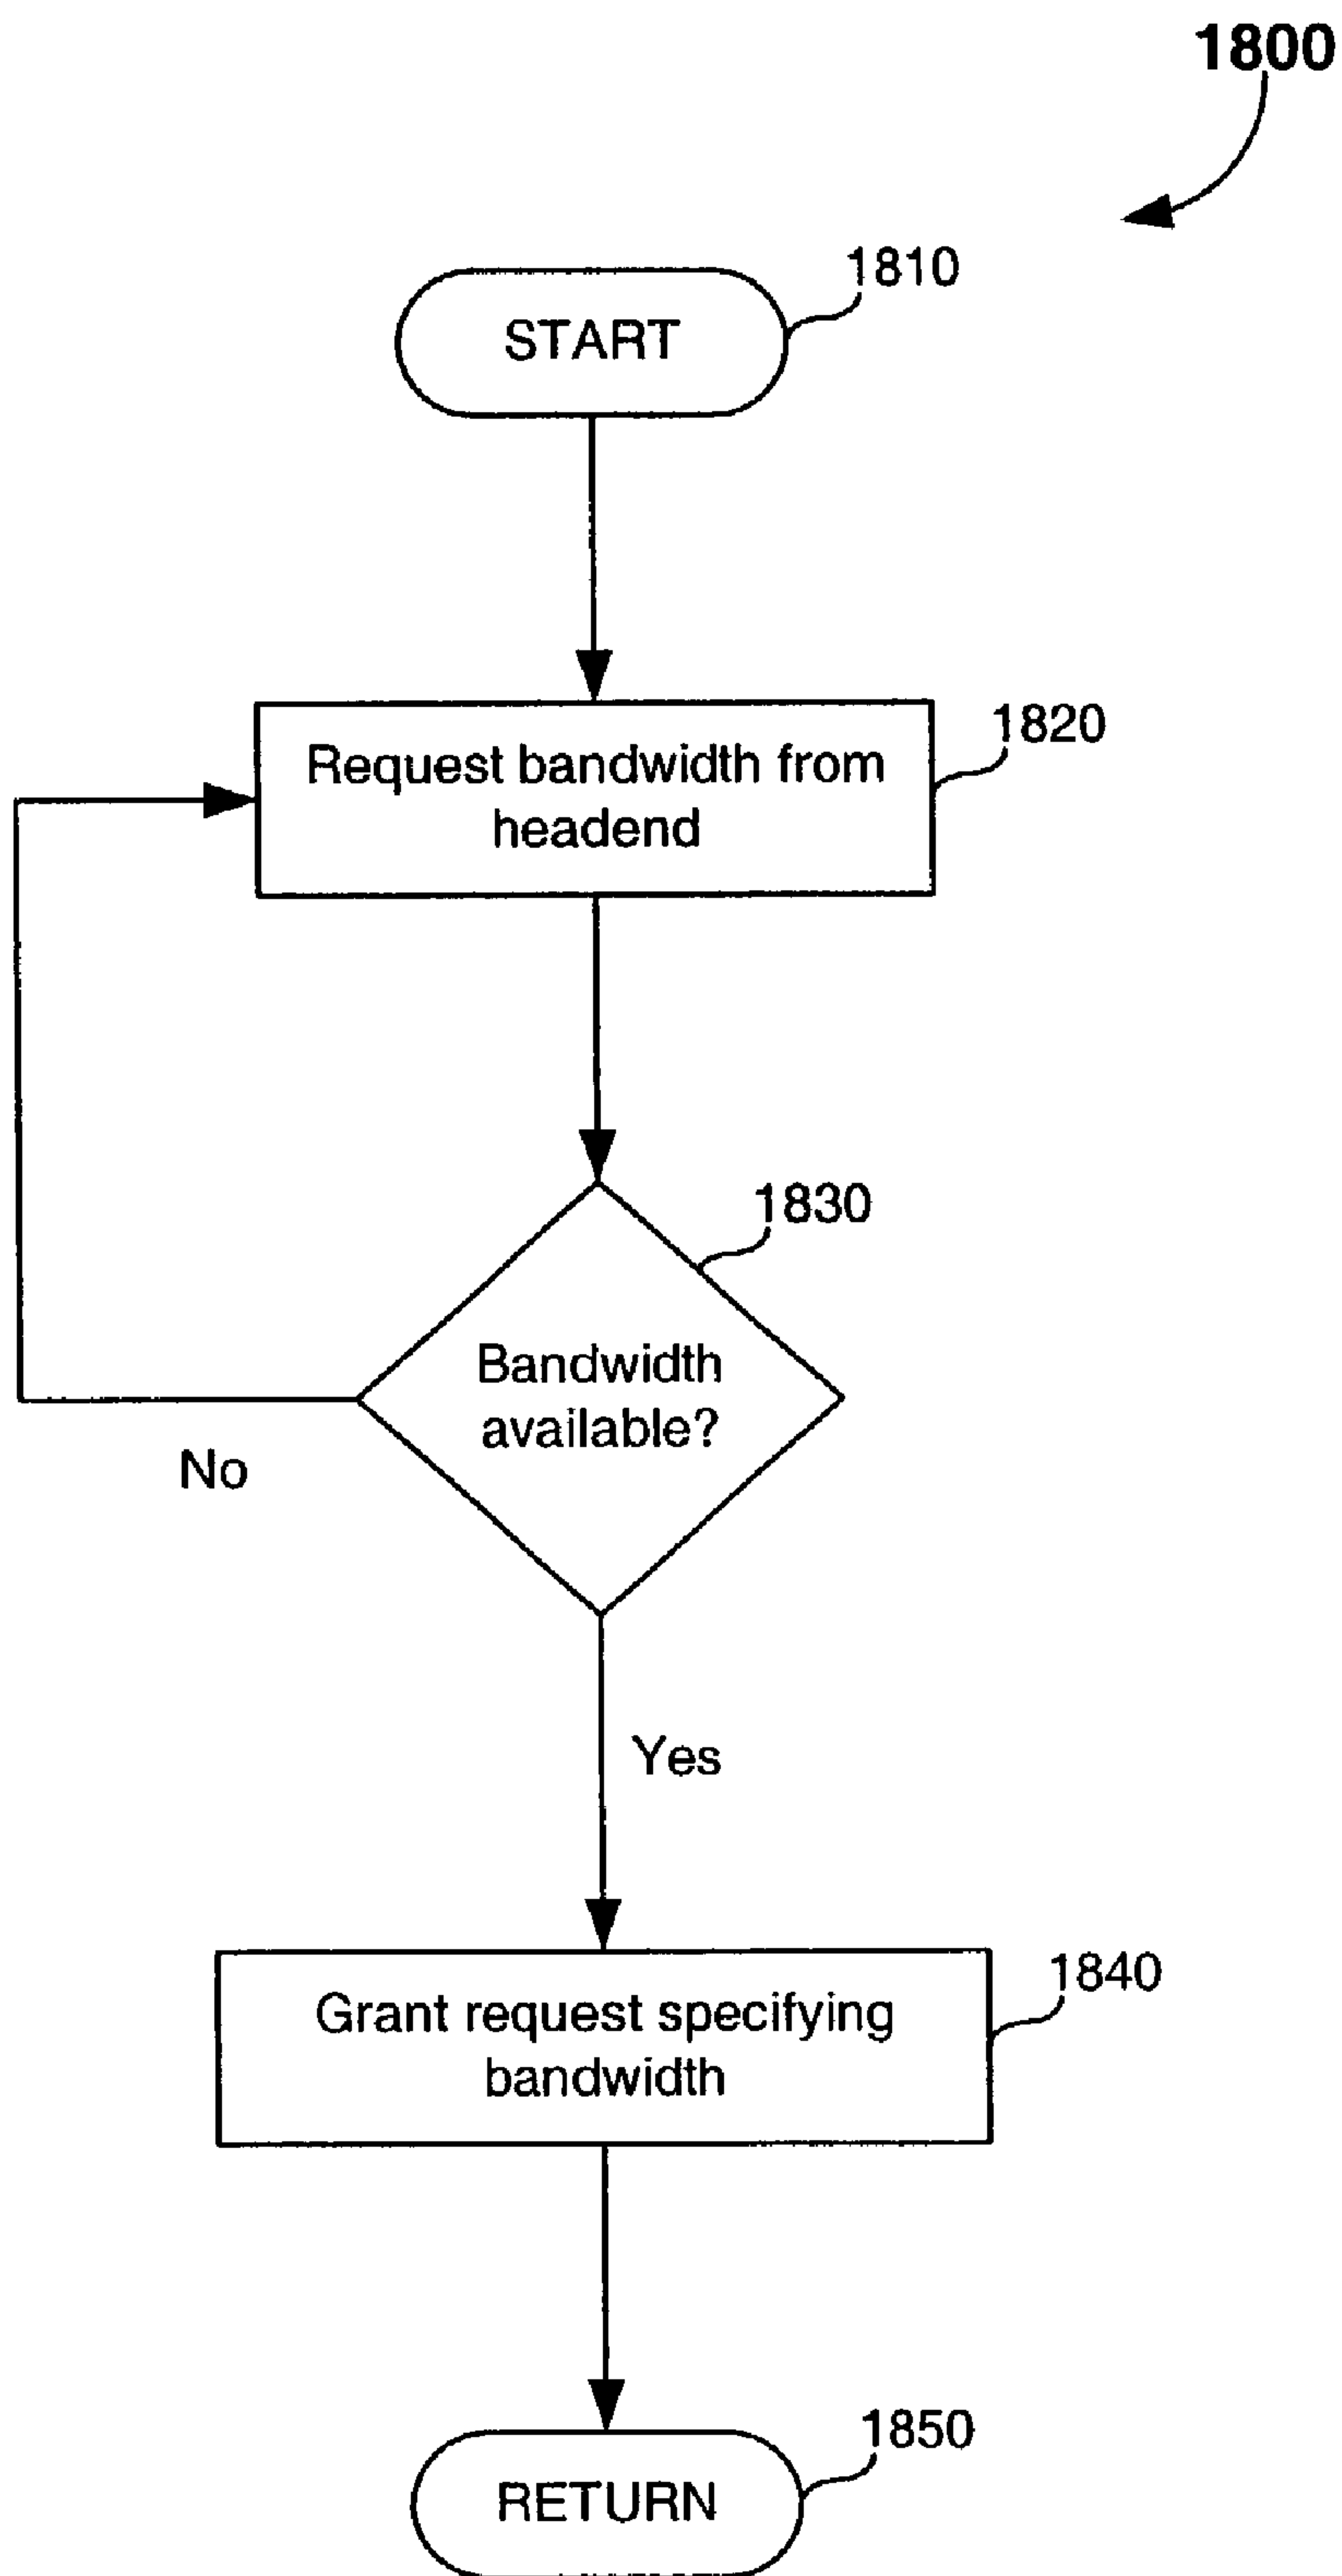 1800
1810
START
1820
Request bandwidth from
headend
1830
Bandwidth
available?
No
Yes
1840
Grant request specifying
bandwidth
1850
RETURN